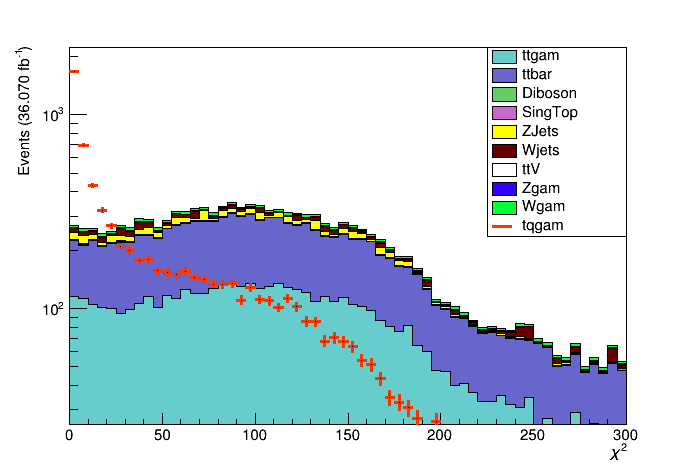 Events (36.070 fb⁻¹)
10³
10²
ttgam
ttbar
Diboson
SingTop
ZJets
Wjets
ttV
Zgam
Wgam
tqgam
0 50 100 150 200 250 300
χ²